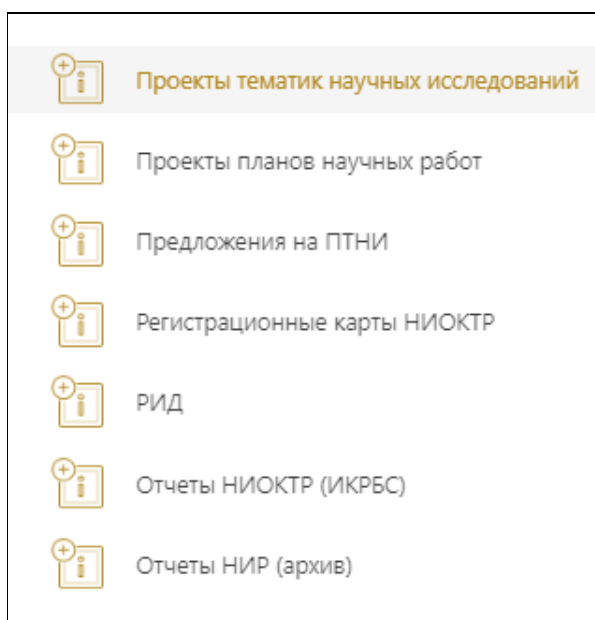 Проекты тематик научных исследований
Проекты планов научных работ
Предложения на ПТНИ
Регистрационные карты НИОКТР
РИД
Отчеты НИОКТР (ИКРБС)
Отчеты НИР (архив)